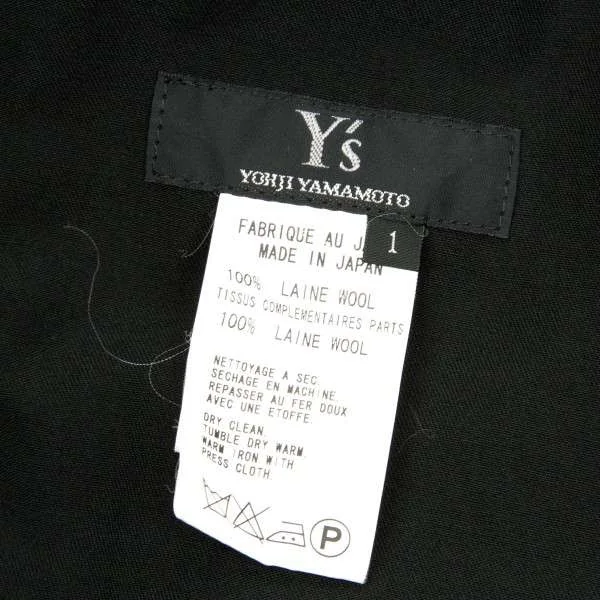 Y's
YOHJI YAMAMOTO
1
FABRIQUE AU J
MADE IN JAPAN
100% LAINE WOOL
TISSUS COMPLEMENTAIRES PARTS
100% LAINE WOOL
NETTOYAGE A SEC
SECHAGE EN MACHINE
REPASSER AU FER DOUX
AVEC UNE ETOFFE
DRY CLEAN
TUMBLE DRY WARM
WARM IRON WITH
PRESS CLOTH
P